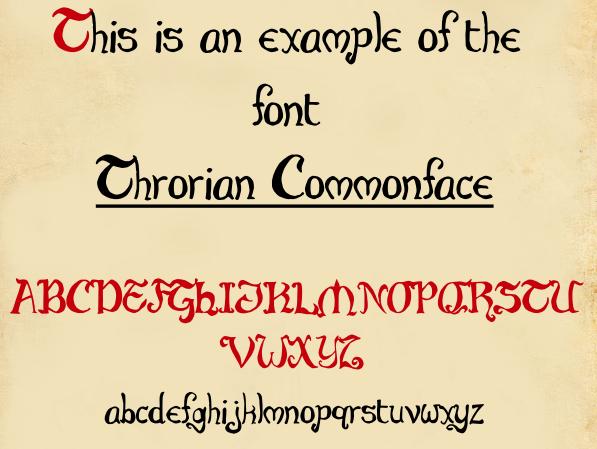 This is an example of the
font
Throrian Commonface
ABCDEFGhIJKLMNOPQRSTU
VWXYZ
abcdefghijklmnopqrstuvwxyz